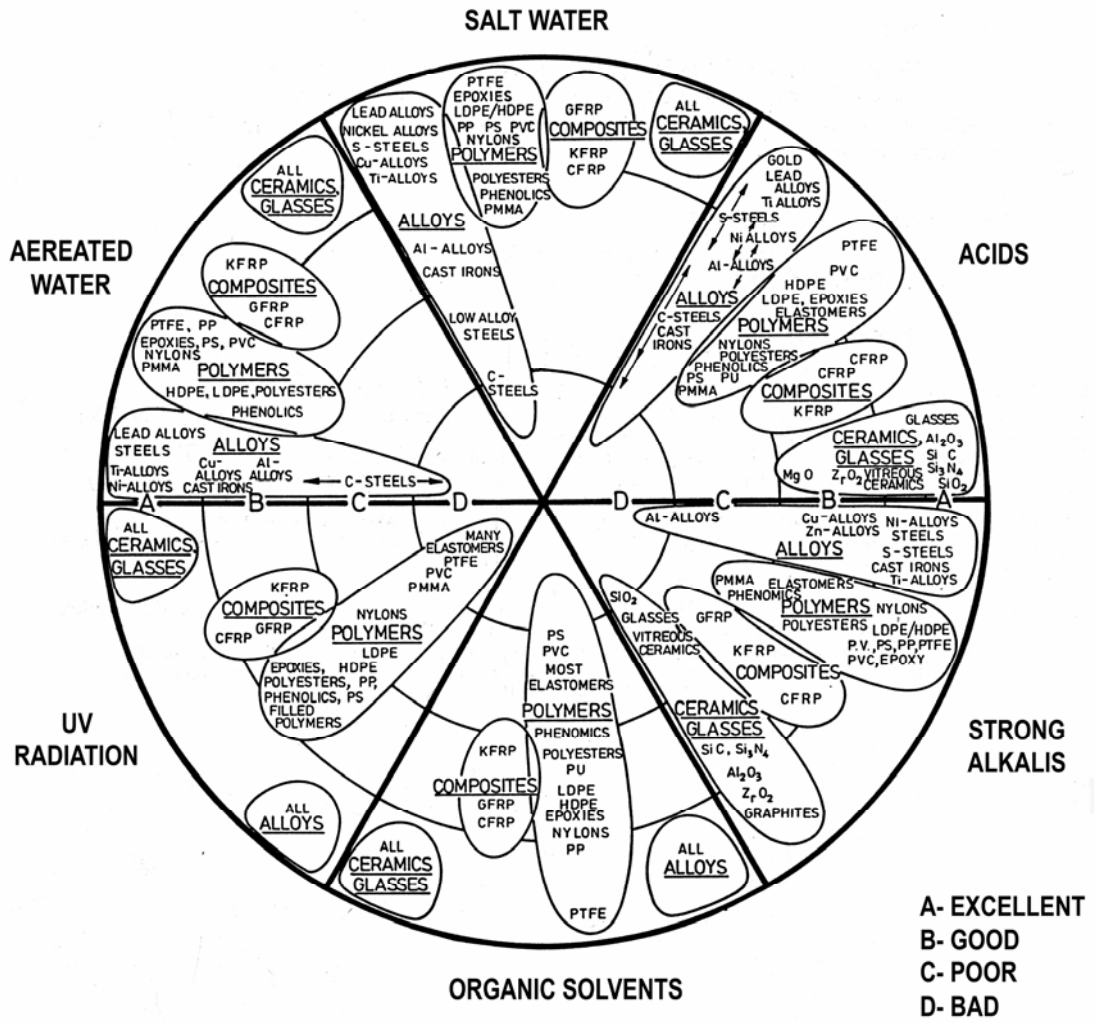 SALT WATER
LEAD ALLOYS
NICKEL ALLOYS
S-STEELS
Cu-ALLOYS
Ti-ALLOYS
ALLOYS
Al-ALLOYS
CAST IRONS
LOW ALLOY
STEELS
C-
STEELS
PTFE
EPOXIES
LDPE/HDPE
PP PS PVC
NYLONS
POLYMERS
POLYESTERS
PHENOLICS
PMMA
GFRP
COMPOSITES
KFRP
CFRP
ALL
CERAMICS
GLASSES
ACIDS
GOLD
LEAD
ALLOYS
Ti ALLOYS
S-STEELS
Ni ALLOYS
Al-ALLOYS
ALLOYS
C-STEELS
CAST
IRONS
PTFE
PVC
HDPE
LDPE, EPOXIES
ELASTOMERS
POLYMERS
NYLONS
POLYESTERS
PHENOLICS
PS PU
PMMA
CFRP
CFRP
COMPOSITES
KFRP
GLASSES
CERAMICS, Al2O3
GLASSES Si C
Si3N4
MgO ZrO2 VITREOUS
CERAMICS SiO2
AEREATED
WATER
ALL
CERAMICS,
GLASSES
KFRP
COMPOSITES
GFRP
CFRP
PTFE, PP
EPOXIES, PS, PVC
NYLONS
PMMA
POLYMERS
HDPE, LDPE, POLYESTERS
PHENOLICS
LEAD ALLOYS
STEELS
ALLOYS
Ti-ALLOYS
Ni-ALLOYS
Cu-
ALLOYS
Al-
ALLOYS
CAST IRONS
C-STEELS
A B C D D C B A
UV
RADIATION
ALL
CERAMICS,
GLASSES
KFRP
COMPOSITES
GFRP
CFRP
MANY
ELASTOMERS
PTFE
PVC
PMMA
NYLONS
POLYMERS
LDPE
EPOXIES, HDPE
POLYESTERS, PP,
PHENOLICS, PS
FILLED
POLYMERS
ALL
ALLOYS
ORGANIC SOLVENTS
ALL
CERAMICS
GLASSES
KFRP
COMPOSITES
GFRP
CFRP
PS
PVC
MOST
ELASTOMERS
POLYMERS
PHENOMICS
POLYESTERS
PU
LDPE
HDPE
EPOXIES
NYLONS
PP
PTFE
ALL
ALLOYS
STRONG
ALKALIS
Al-ALLOYS
Cu-ALLOYS
Zn-ALLOYS
ALLOYS
Ni-ALLOYS
STEELS
S-STEELS
CAST IRONS
Ti-ALLOYS
PMMA ELASTOMERS
PHENOMICS
POLYMERS NYLONS
POLYESTERS LDPE/HDPE
P.V.,PS,PP,PTFE
PVC,EPOXY
GFRP
KFRP
COMPOSITES
CFRP
SiO2
GLASSES
VITREOUS
CERAMICS
CERAMICS
GLASSES
SiC, Si3N4
Al2O3
ZrO2
GRAPHITES
A- EXCELLENT
B- GOOD
C- POOR
D- BAD